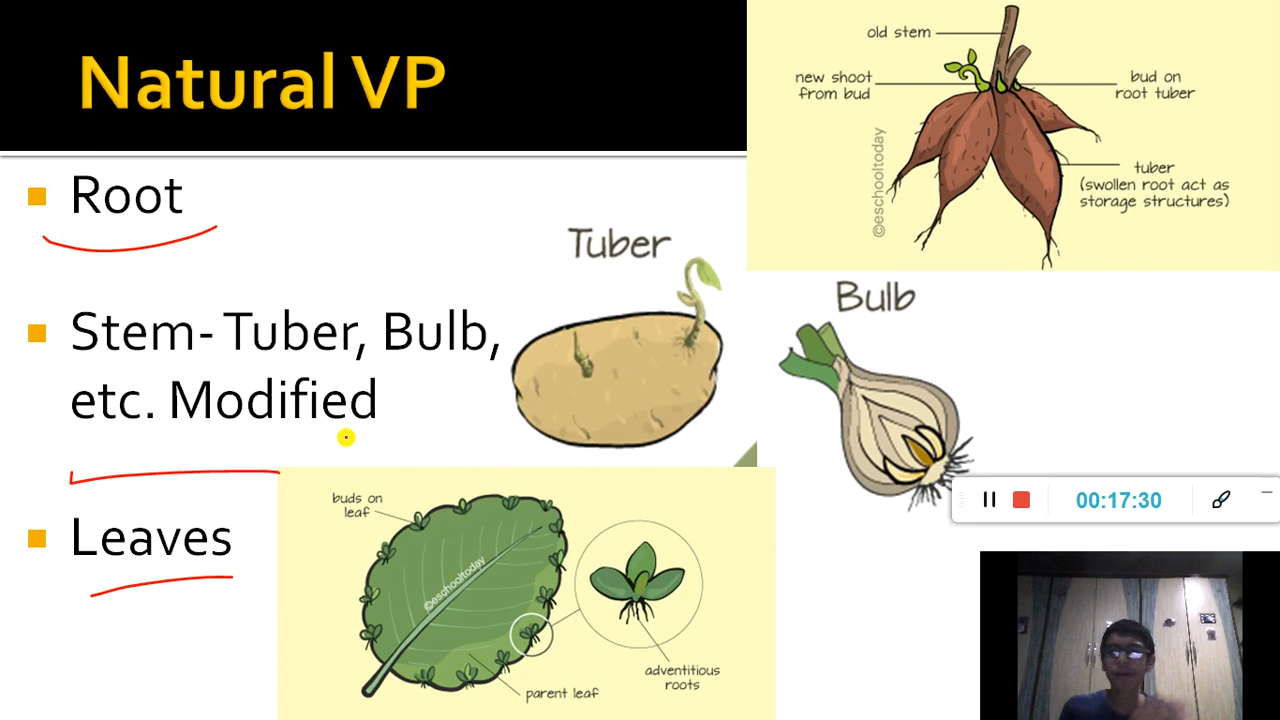 Natural VP
Root
Stem- Tuber, Bulb,
etc. Modified
Leaves
old stem
new shoot
from bud
bud on
root tuber
tuber
(swollen root act as
storage structures)
©eschooltoday
Tuber
Bulb
buds on
leaf
©eschooltoday
parent leaf
adventitious
roots
00:17:30